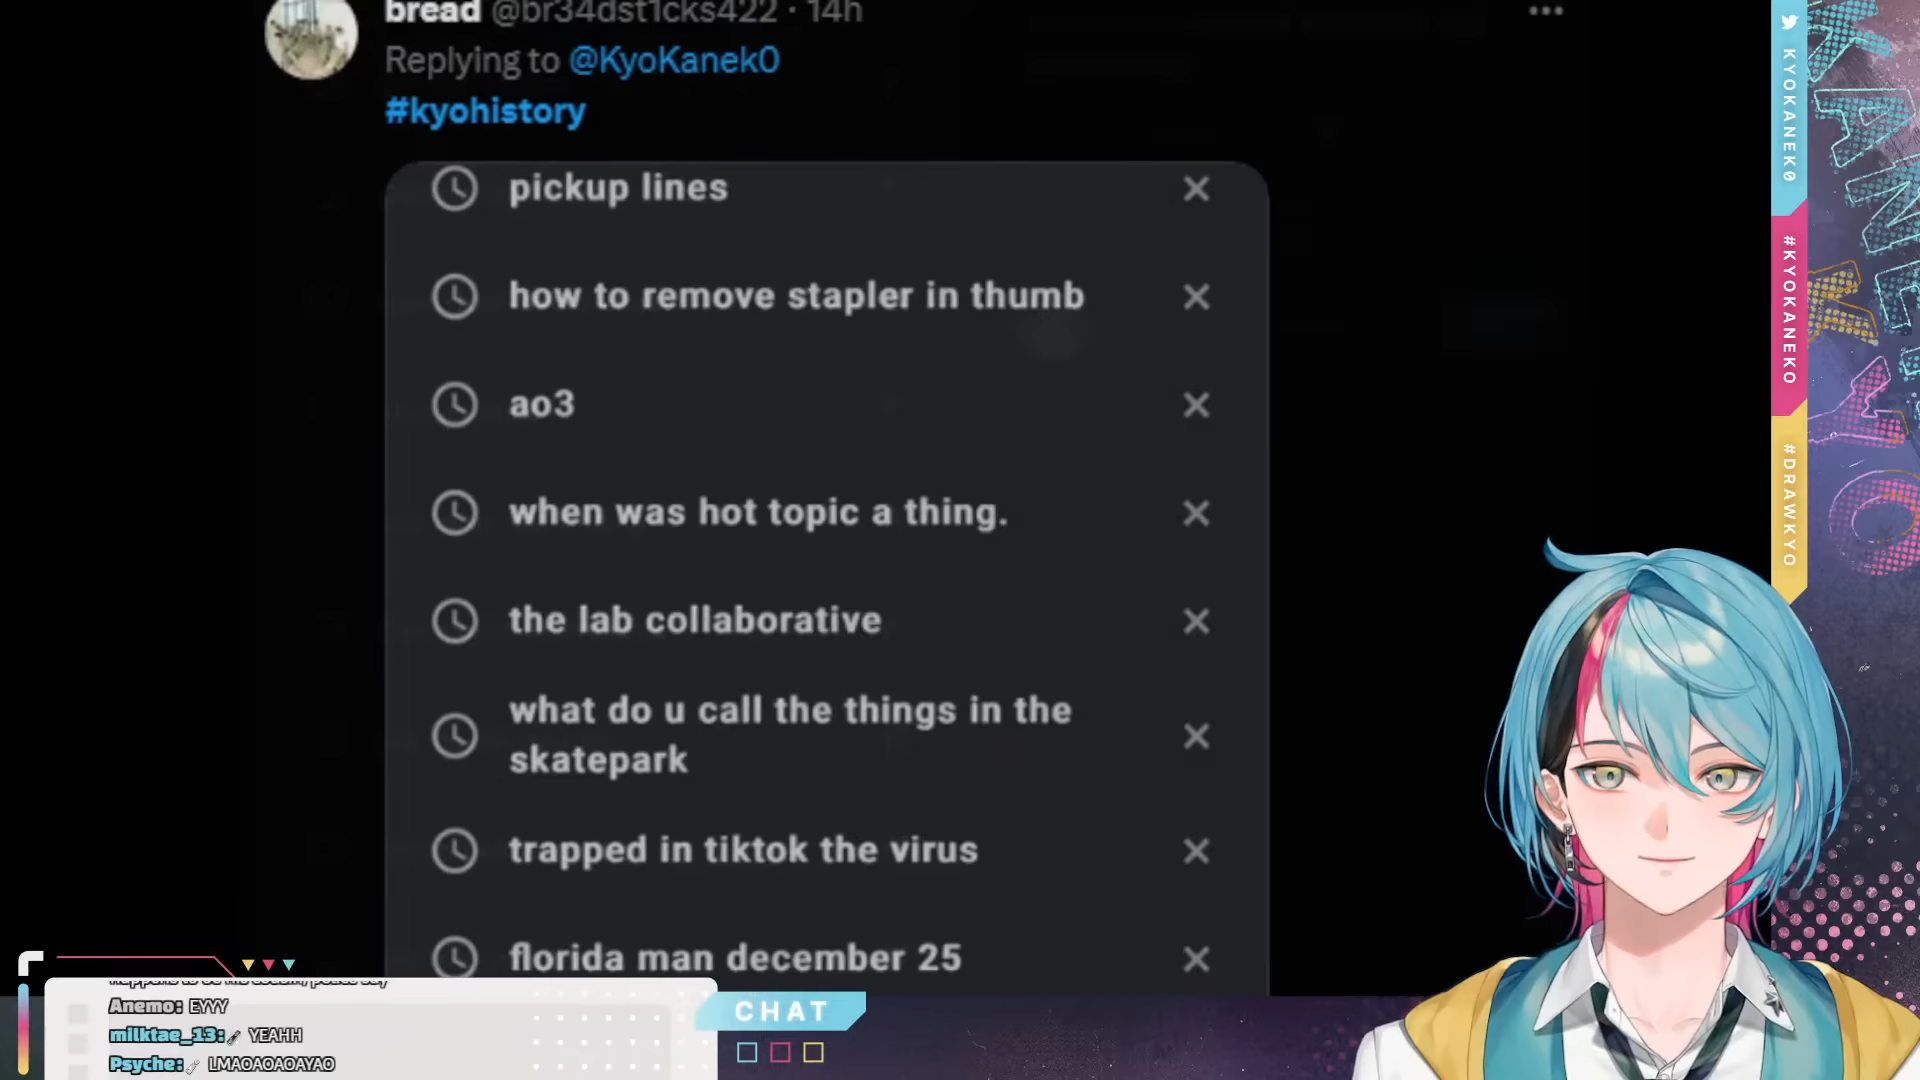 bread @br34dst1cks422 · 14h
Replying to @KyoKanek0
#kyohistory
pickup lines
how to remove stapler in thumb
ao3
when was hot topic a thing.
the lab collaborative
what do u call the things in the
skatepark
trapped in tiktok the virus
florida man december 25
Anemo: EYYY
milktae_13: YEAHH
Psyche: LMAOAOAOAYAO
CHAT
KYOKANEK0
#KYOKANEKO
#DRAWKYO